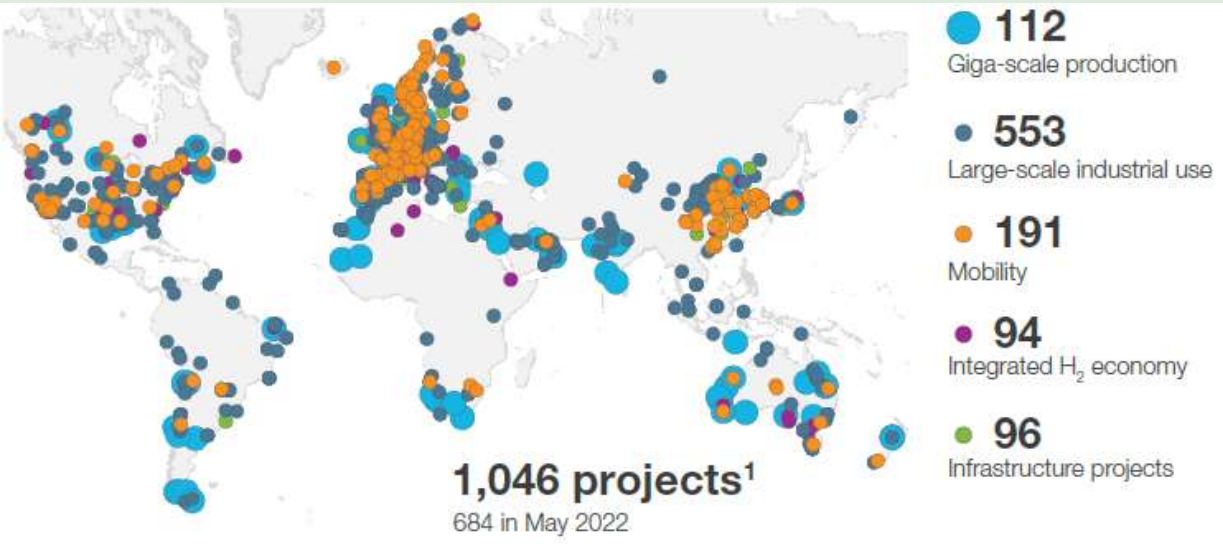 112
Giga-scale production
553
Large-scale industrial use
191
Mobility
94
Integrated H₂ economy
96
Infrastructure projects
1,046 projects¹
684 in May 2022